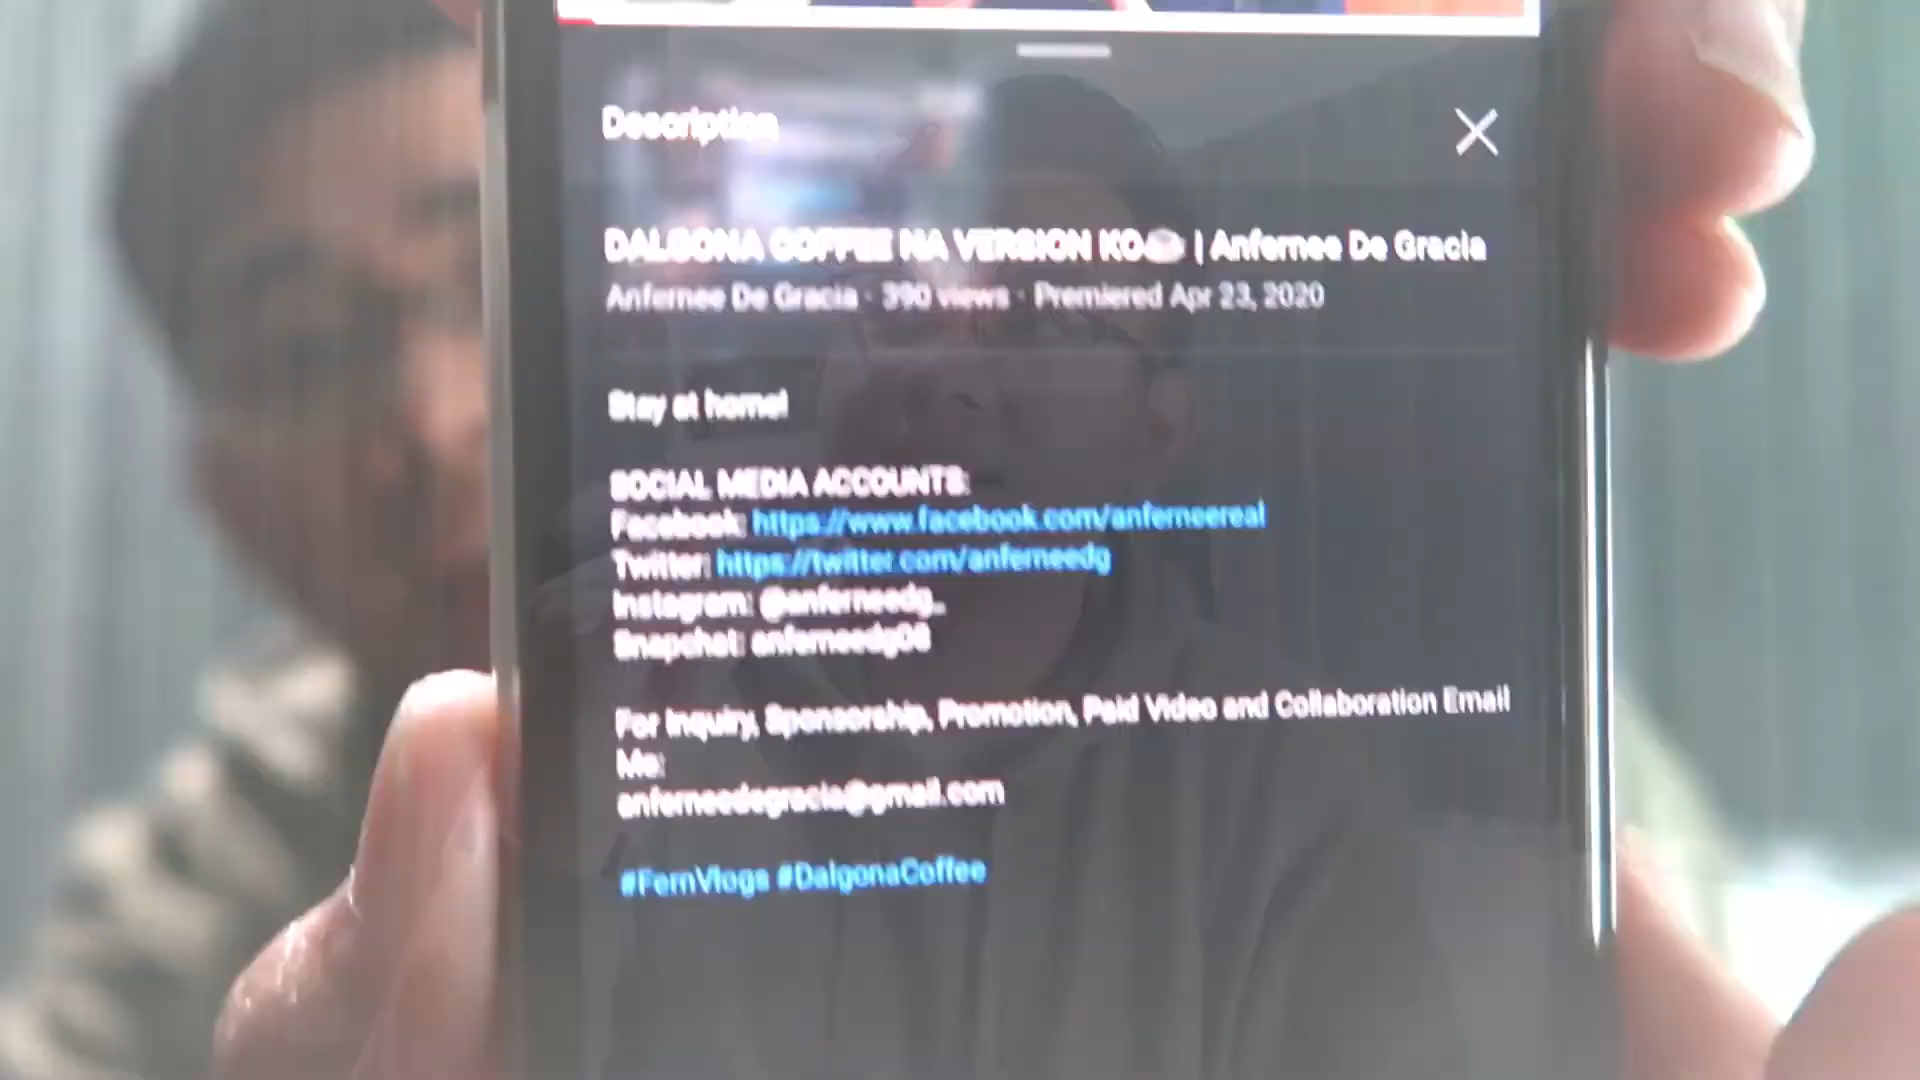 Description
DALGONA COFFEE NA VERSION KO☕ | Anfernee De Gracia
Anfernee De Gracia · 390 views · Premiered Apr 23, 2020
Stay at home!
SOCIAL MEDIA ACCOUNTS:
Facebook: https://www.facebook.com/anferneereal
Twitter: https://twitter.com/anferneedg
Instagram: @anferneedg_
Snapchat: anferneedg06
For Inquiry, Sponsorship, Promotion, Paid Video and Collaboration Email
Me:
anferneedegracia@gmail.com
#FernVlogs #DalgonaCoffee